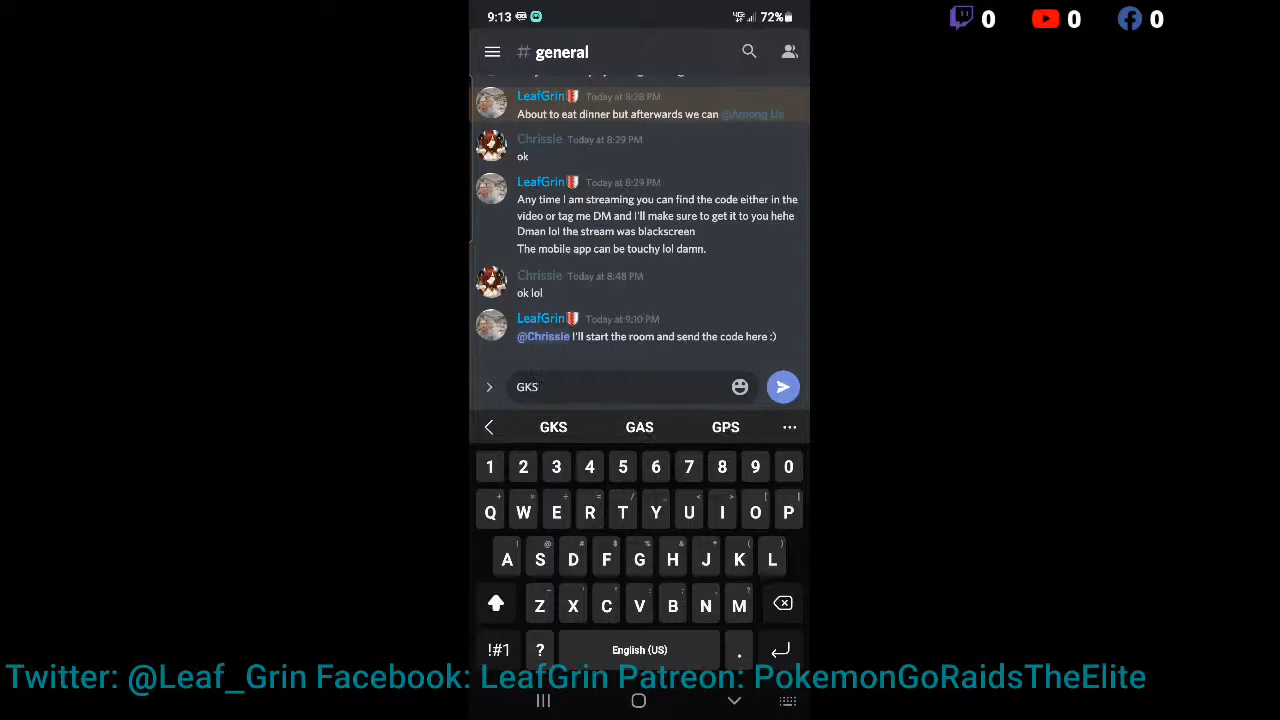 9:13 72%
0 0 0
# general
LeafGrin Today at 8:28 PM
About to eat dinner but afterwards we can @Among Us
Chrissie Today at 8:29 PM
ok
LeafGrin Today at 8:29 PM
Any time I am streaming you can find the code either in the
video or tag me DM and I'll make sure to get it to you hehe
Dman lol the stream was blackscreen
The mobile app can be touchy lol damn.
Chrissie Today at 8:48 PM
ok lol
LeafGrin Today at 9:10 PM
@Chrissie I'll start the room and send the code here :)
GKS
GKS GAS GPS
1 2 3 4 5 6 7 8 9 0
Q W E R T Y U I O P
A S D F G H J K L
Z X C V B N M
!#1 ? English (US) .
Twitter: @Leaf_Grin Facebook: LeafGrin Patreon: PokemonGoRaidsTheElite